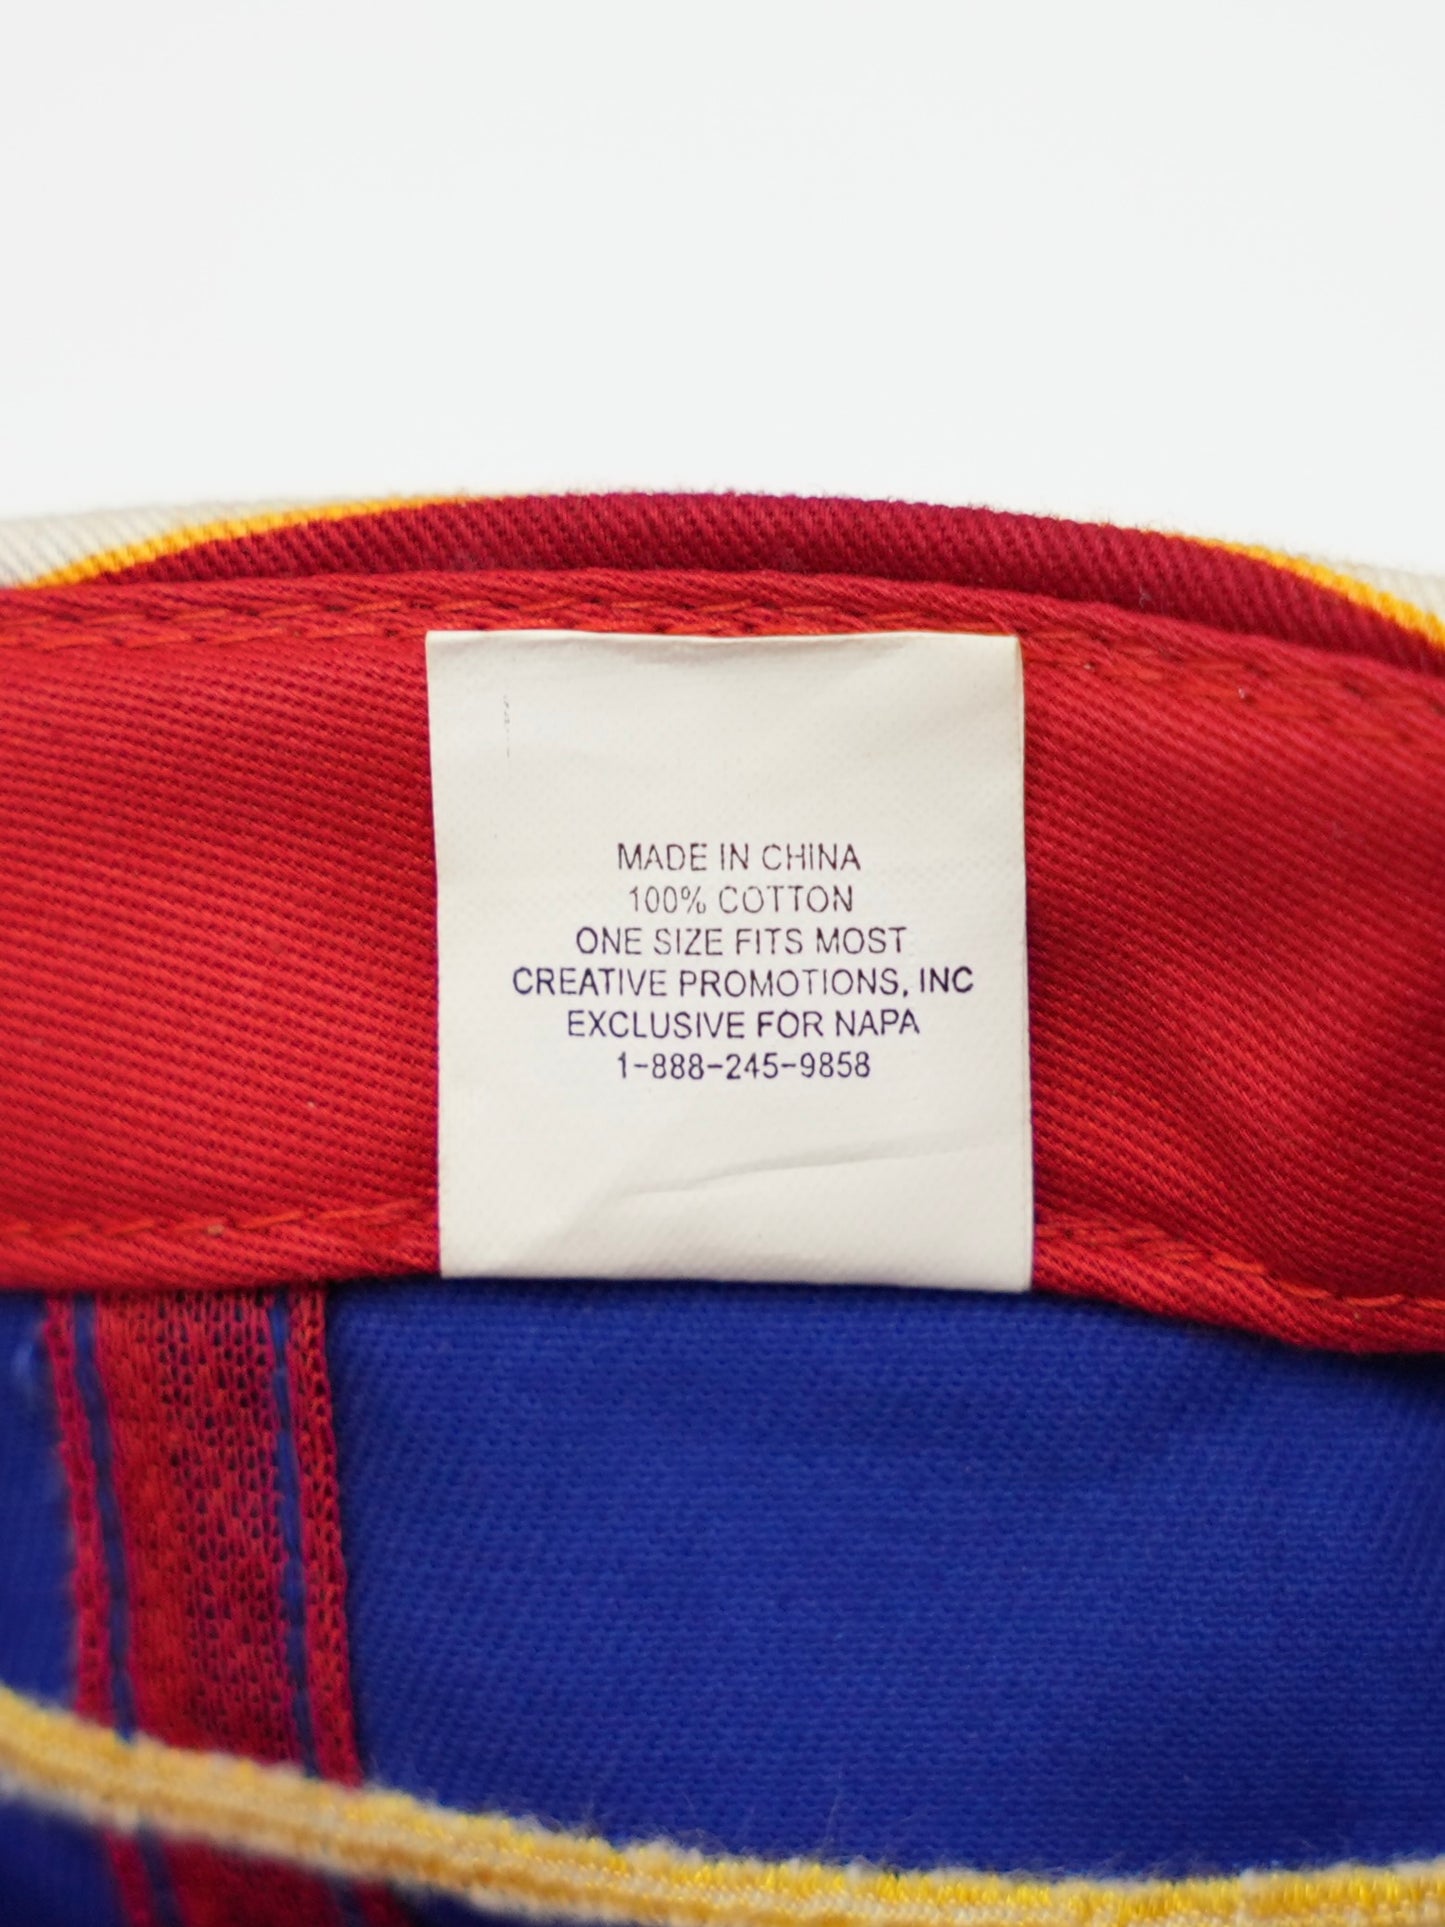 MADE IN CHINA
100% COTTON
ONE SIZE FITS MOST
CREATIVE PROMOTIONS, INC
EXCLUSIVE FOR NAPA
1-888-245-9858